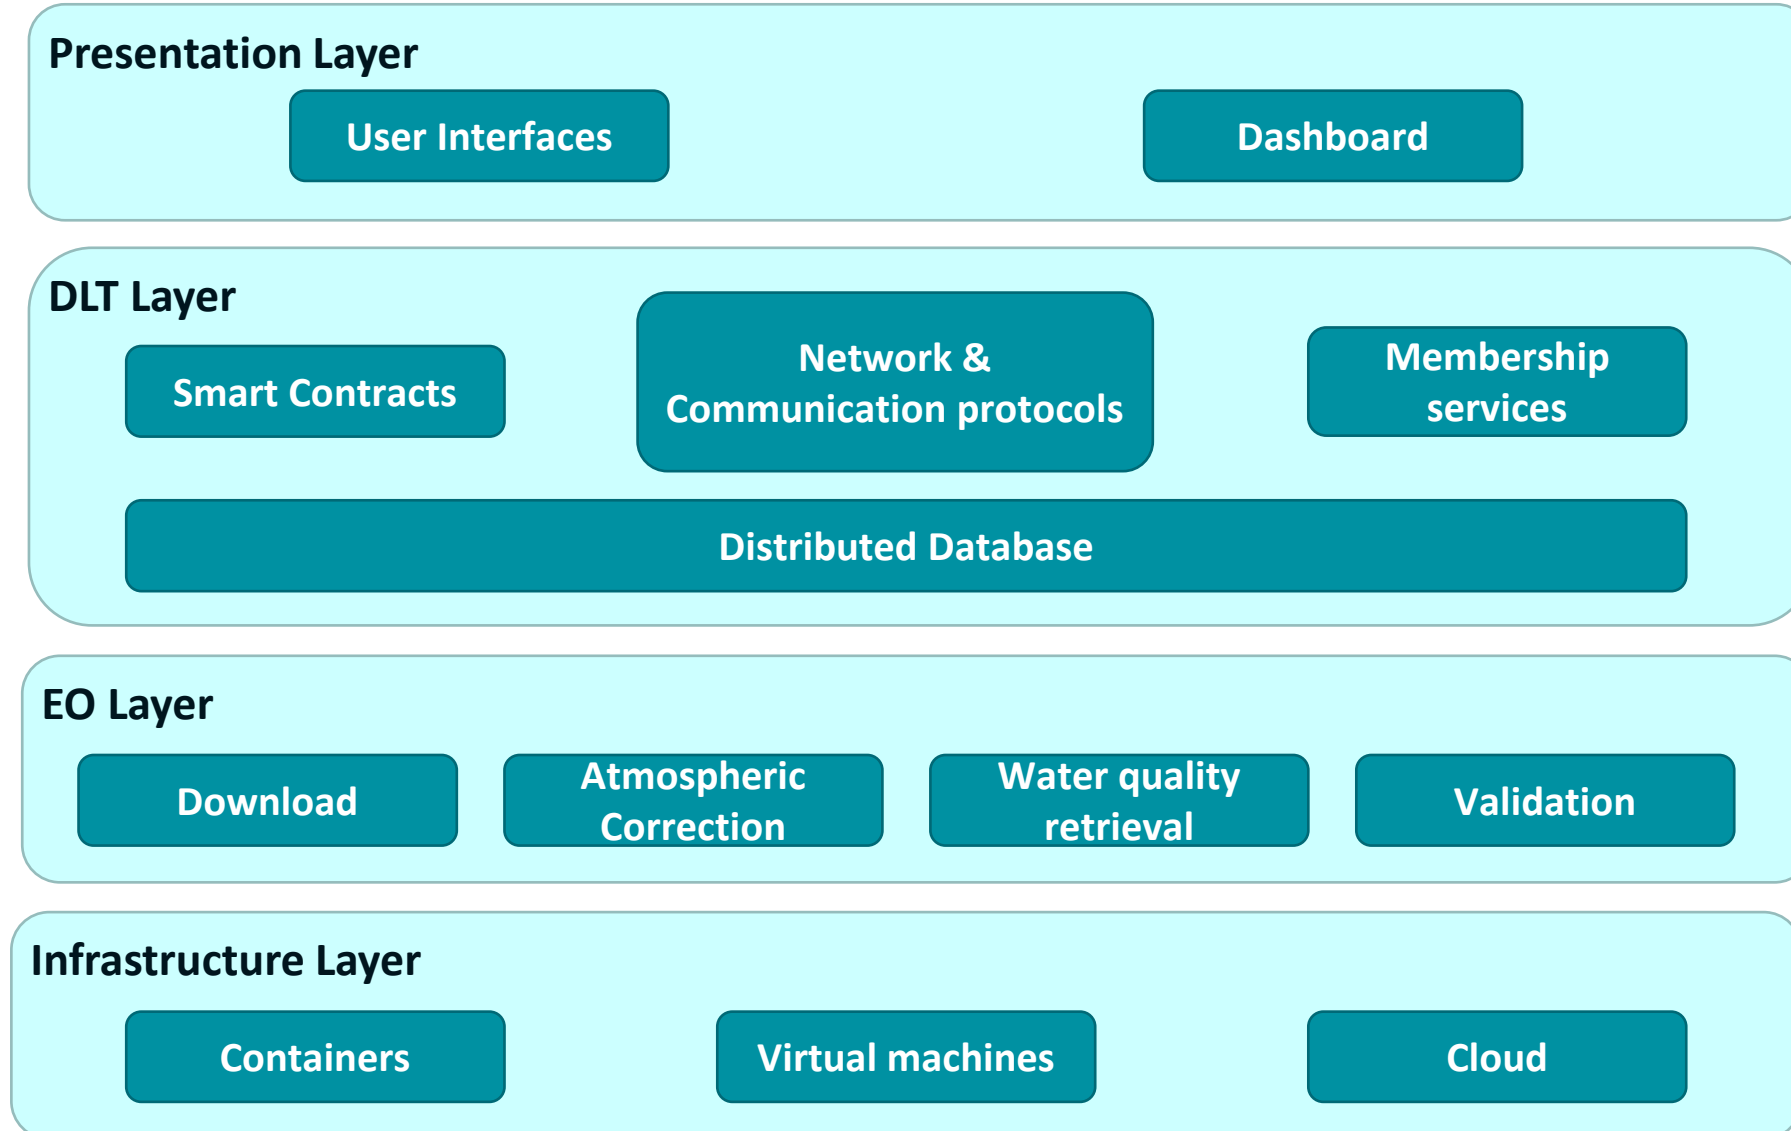 Presentation Layer
User Interfaces
Dashboard
DLT Layer
Smart Contracts
Network &
Communication protocols
Membership
services
Distributed Database
EO Layer
Download
Atmospheric
Correction
Water quality
retrieval
Validation
Infrastructure Layer
Containers
Virtual machines
Cloud